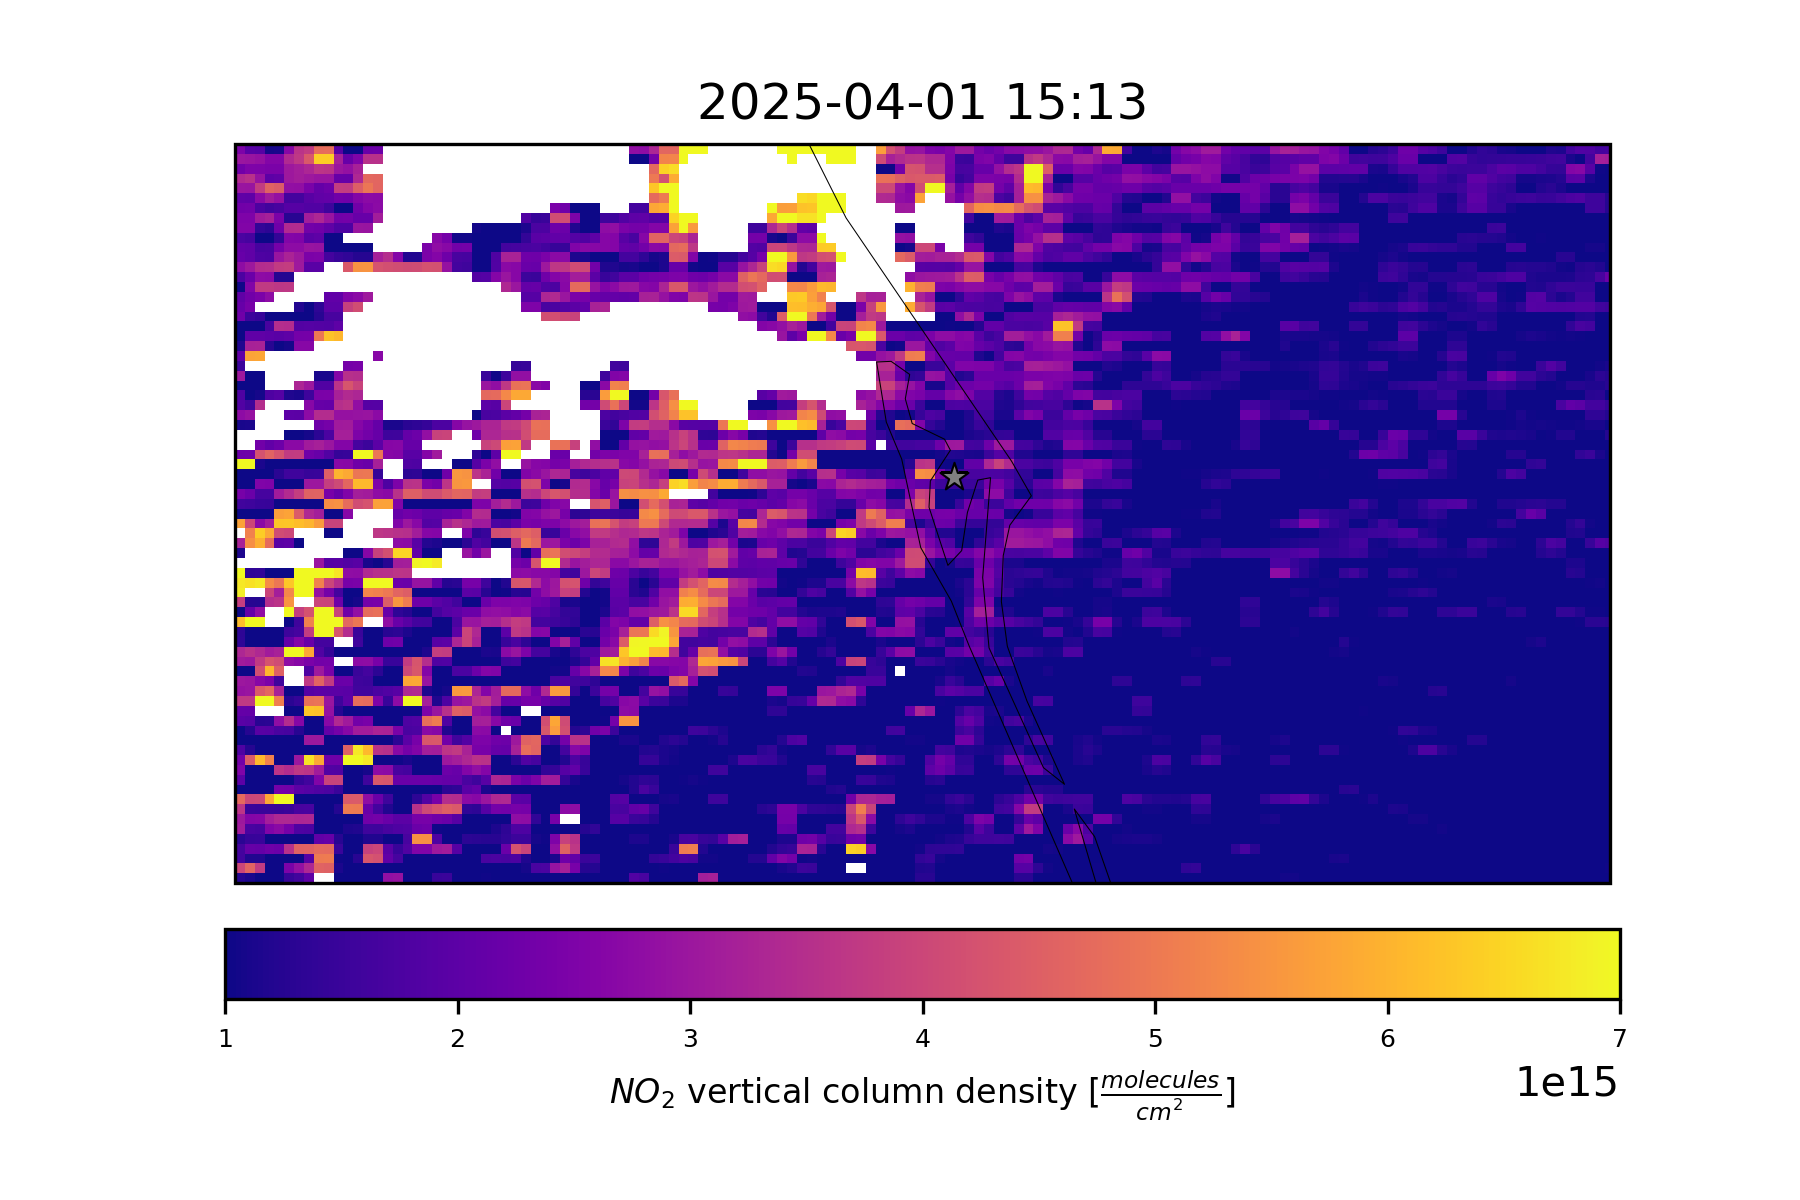 2025-04-01 15:13
1 2 3 4 5 6 7
1e15
NO₂ vertical column density [molecules/cm²]